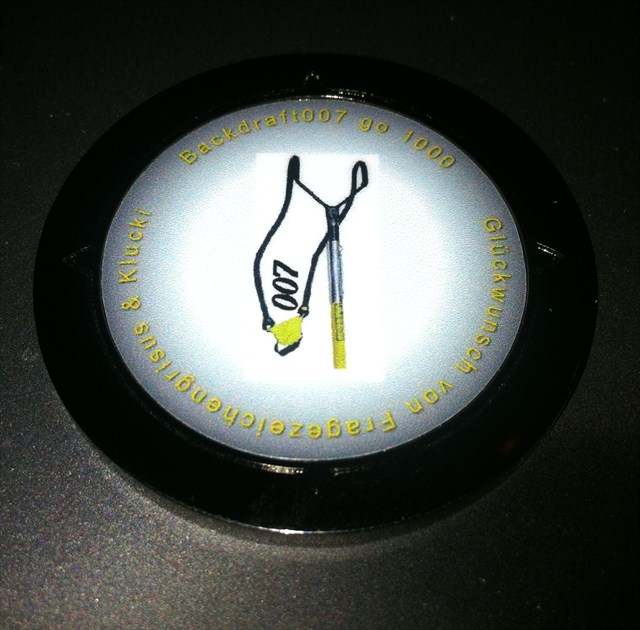 Backdraft007 go 1000
Glückwunsch von Fragezeichengrisus & Klucki
007